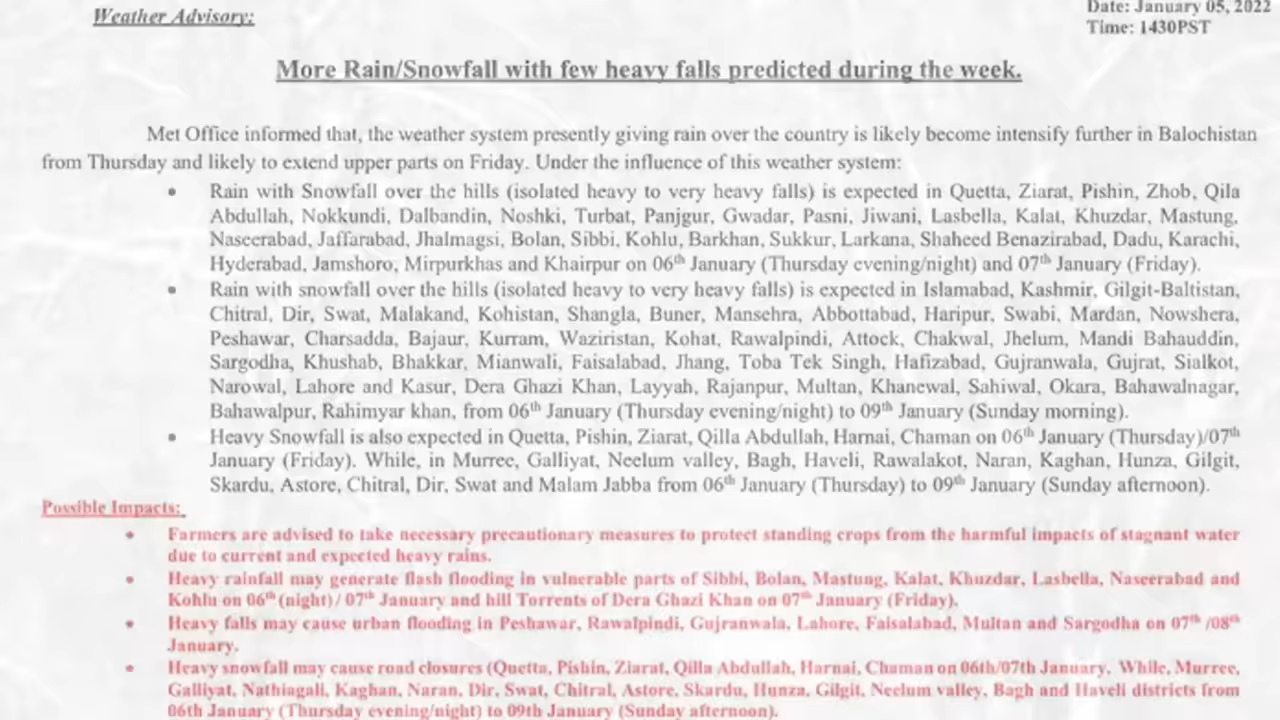 Weather Advisory:
Date: January 05, 2022
Time: 1430PST
More Rain/Snowfall with few heavy falls predicted during the week.
Met Office informed that, the weather system presently giving rain over the country is likely become intensify further in Balochistan
from Thursday and likely to extend upper parts on Friday. Under the influence of this weather system:
• Rain with Snowfall over the hills (isolated heavy to very heavy falls) is expected in Quetta, Ziarat, Pishin, Zhob, Qila
Abdullah, Nokkundi, Dalbandin, Noshki, Turbat, Panjgur, Gwadar, Pasni, Jiwani, Lasbella, Kalat, Khuzdar, Mastung,
Naseerabad, Jaffarabad, Jhalmagsi, Bolan, Sibbi, Kohlu, Barkhan, Sukkur, Larkana, Shaheed Benazirabad, Dadu, Karachi,
Hyderabad, Jamshoro, Mirpurkhas and Khairpur on 06th January (Thursday evening/night) and 07th January (Friday).
• Rain with snowfall over the hills (isolated heavy to very heavy falls) is expected in Islamabad, Kashmir, Gilgit-Baltistan,
Chitral, Dir, Swat, Malakand, Kohistan, Shangla, Buner, Mansehra, Abbottabad, Haripur, Swabi, Mardan, Nowshera,
Peshawar, Charsadda, Bajaur, Kurram, Waziristan, Kohat, Rawalpindi, Attock, Chakwal, Jhelum, Mandi Bahauddin,
Sargodha, Khushab, Bhakkar, Mianwali, Faisalabad, Jhang, Toba Tek Singh, Hafizabad, Gujranwala, Gujrat, Sialkot,
Narowal, Lahore and Kasur, Dera Ghazi Khan, Layyah, Rajanpur, Multan, Khanewal, Sahiwal, Okara, Bahawalnagar,
Bahawalpur, Rahimyar khan, from 06th January (Thursday evening/night) to 09th January (Sunday morning).
• Heavy Snowfall is also expected in Quetta, Pishin, Ziarat, Qilla Abdullah, Harnai, Chaman on 06th January (Thursday)/07th
January (Friday). While, in Murree, Galliyat, Neelum valley, Bagh, Haveli, Rawalakot, Naran, Kaghan, Hunza, Gilgit,
Skardu, Astore, Chitral, Dir, Swat and Malam Jabba from 06th January (Thursday) to 09th January (Sunday afternoon).
Possible Impacts:
• Farmers are advised to take necessary precautionary measures to protect standing crops from the harmful impacts of stagnant water
due to current and expected heavy rains.
• Heavy rainfall may generate flash flooding in vulnerable parts of Sibbi, Bolan, Mastung, Kalat, Khuzdar, Lasbella, Naseerabad and
Kohlu on 06th (night)/ 07th January and hill Torrents of Dera Ghazi Khan on 07th January (Friday).
• Heavy falls may cause urban flooding in Peshawar, Rawalpindi, Gujranwala, Lahore, Faisalabad, Multan and Sargodha on 07th /08th
January.
• Heavy snowfall may cause road closures (Quetta, Pishin, Ziarat, Qilla Abdullah, Harnai, Chaman on 06th/07th January. While, Murree,
Galliyat, Nathiagali, Kaghan, Naran, Dir, Swat, Chitral, Astore, Skardu, Hunza, Gilgit, Neelum valley, Bagh and Haveli districts from
06th January (Thursday evening/night) to 09th January (Sunday afternoon).